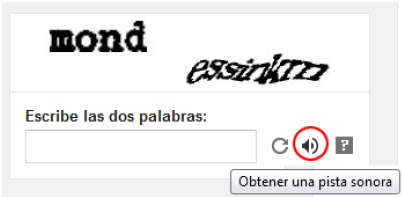 mond
Escribe las dos palabras:
?
Obtener una pista sonora